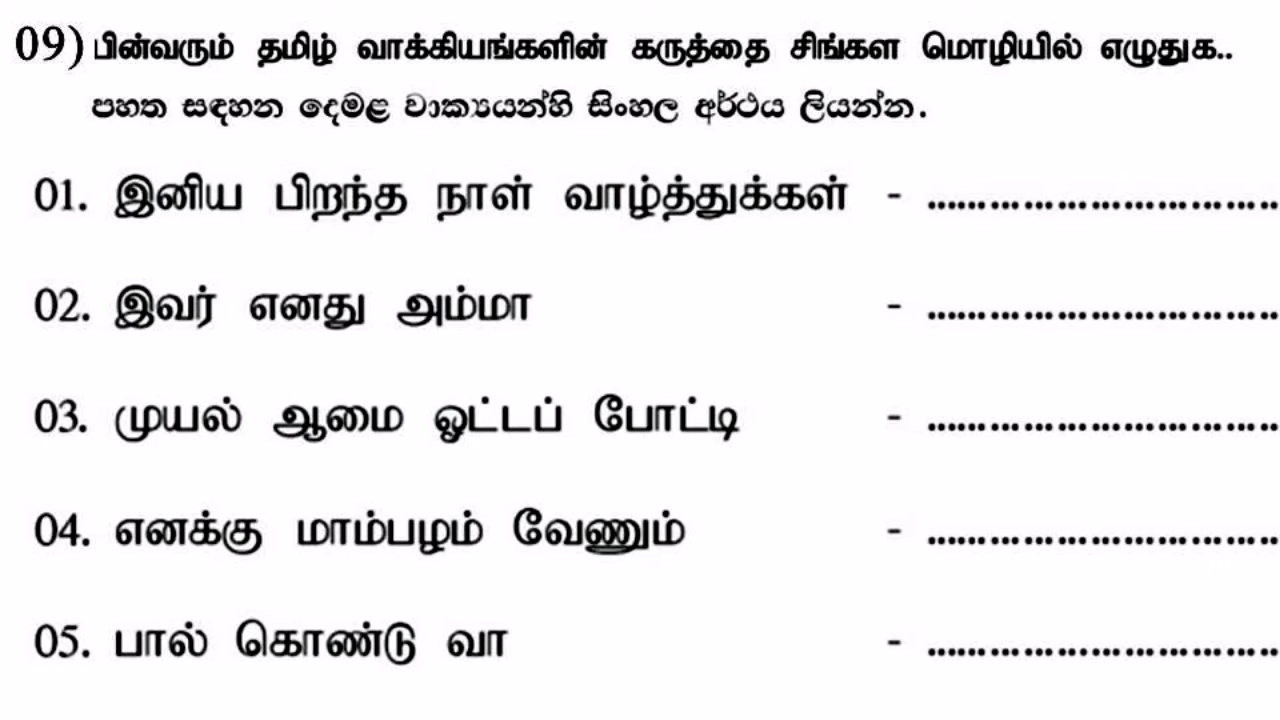 09) பின்வரும் தமிழ் வாக்கியங்களின் கருத்தை சிங்கள மொழியில் எழுதுக..
පහත සඳහන දෙමළ වාක්‍යයන්හි සිංහල අර්ථය ලියන්න.
01. இனிய பிறந்த நாள் வாழ்த்துக்கள் - ................................
02. இவர் எனது அம்மா - ................................
03. முயல் ஆமை ஓட்டப் போட்டி - ................................
04. எனக்கு மாம்பழம் வேணும் - ................................
05. பால் கொண்டு வா - ................................